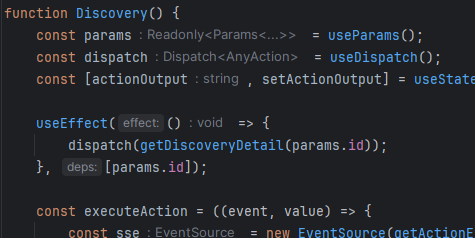 function Discovery() {
const params : Readonly<Params<...>> = useParams();
const dispatch : Dispatch<AnyAction> = useDispatch();
const [actionOutput : string , setActionOutput] = useState
useEffect( effect: () : void => {
dispatch(getDiscoveryDetail(params.id));
}, deps: [params.id]);
const executeAction = ((event, value) => {
const sse : EventSource = new EventSource(getActionE